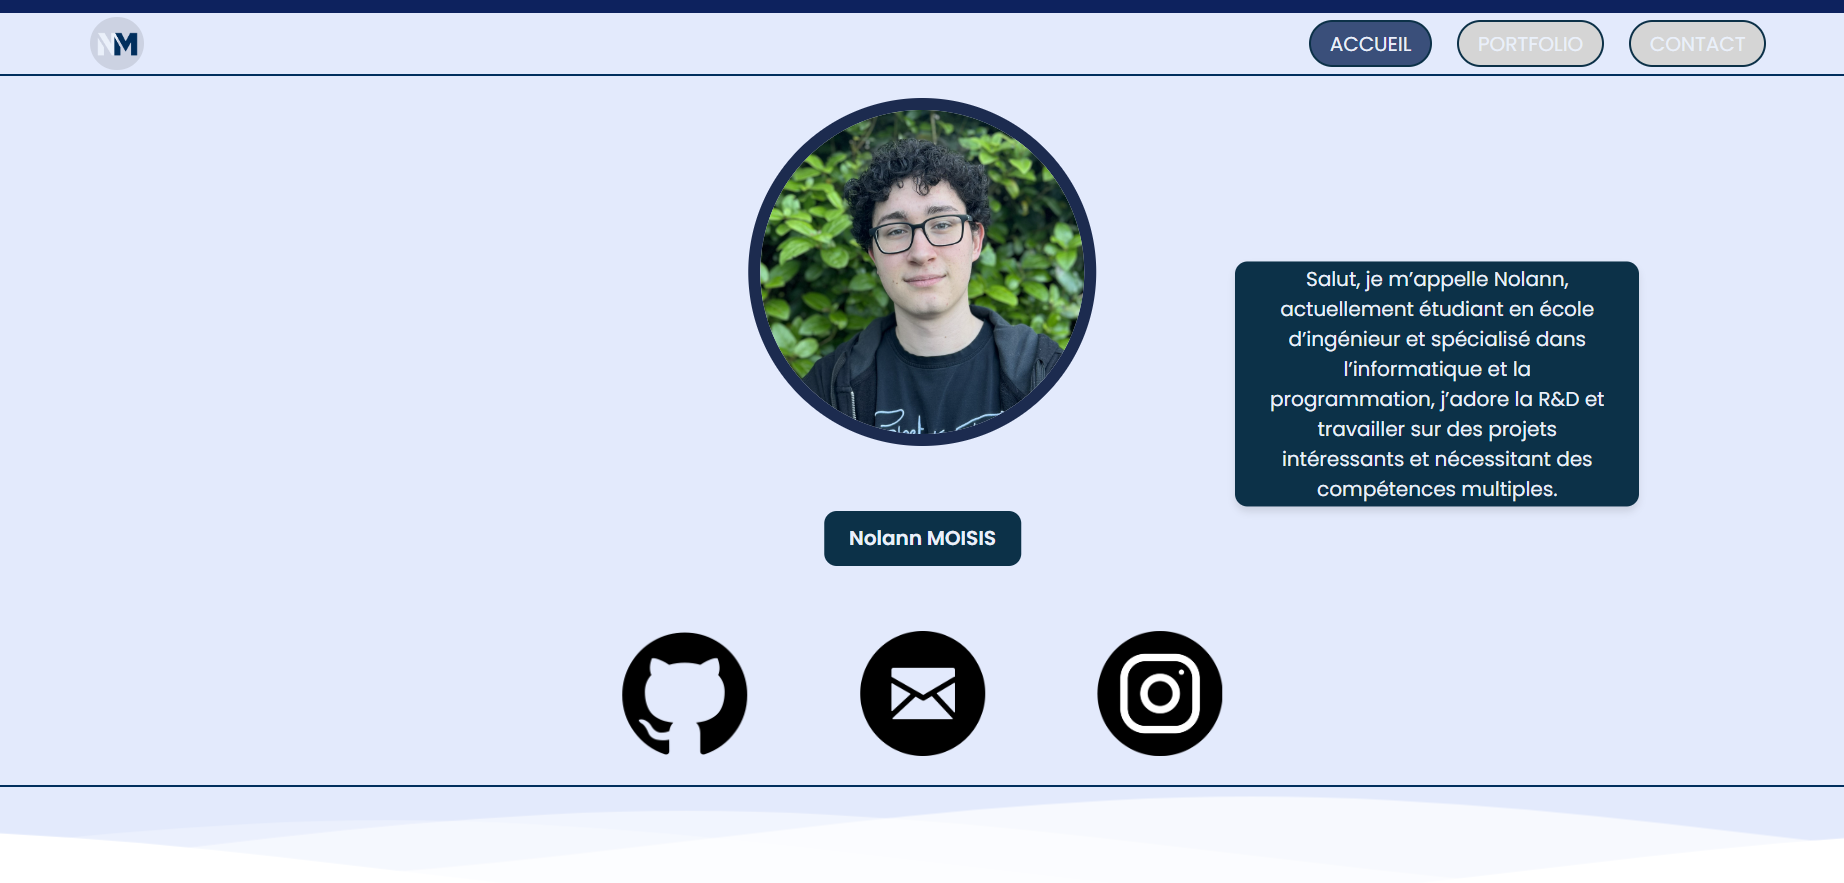 NM
ACCUEIL
PORTFOLIO
CONTACT
Salut, je m’appelle Nolann,
actuellement étudiant en école
d’ingénieur et spécialisé dans
l’informatique et la
programmation, j’adore la R&D et
travailler sur des projets
intéressants et nécessitant des
compétences multiples.
Nolann MOISIS